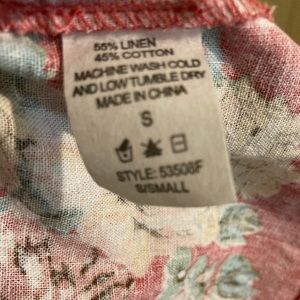 55% LINEN
45% COTTON
MACHINE WASH COLD
AND LOW TUMBLE DRY
MADE IN CHINA
S
STYLE: 53508F
S/SMALL